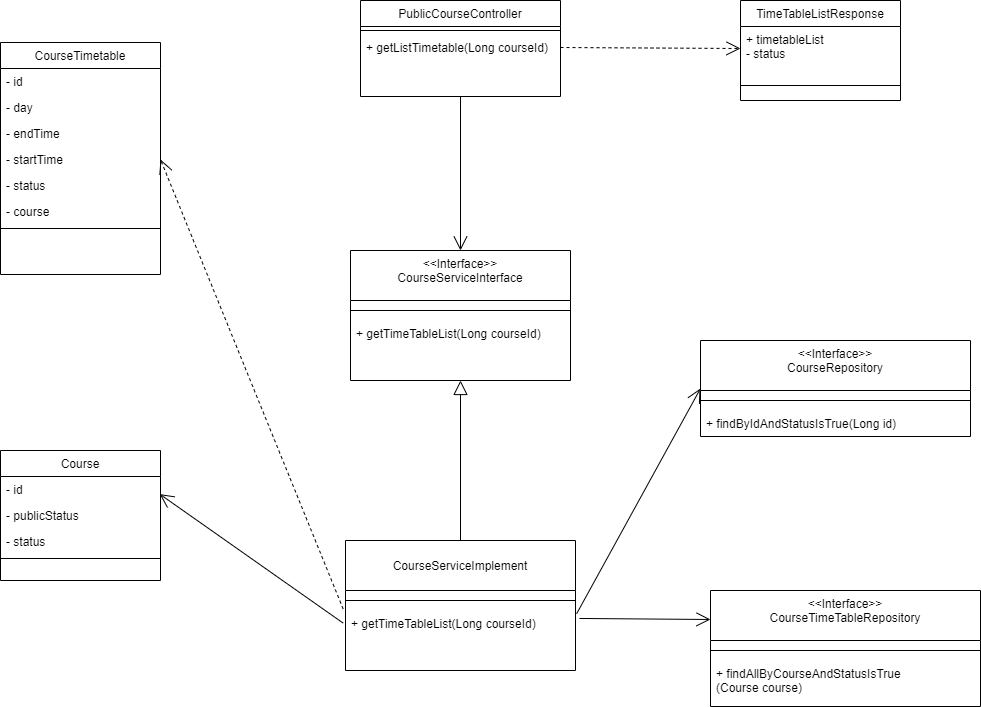 PublicCourseController
+ getListTimetable(Long courseId)
TimeTableListResponse
+ timetableList
- status
CourseTimetable
- id
- day
- endTime
- startTime
- status
- course
<<Interface>>
CourseServiceInterface
+ getTimeTableList(Long courseId)
<<Interface>>
CourseRepository
+ findByIdAndStatusIsTrue(Long id)
Course
- id
- publicStatus
- status
CourseServiceImplement
+ getTimeTableList(Long courseId)
<<Interface>>
CourseTimeTableRepository
+ findAllByCourseAndStatusIsTrue
(Course course)